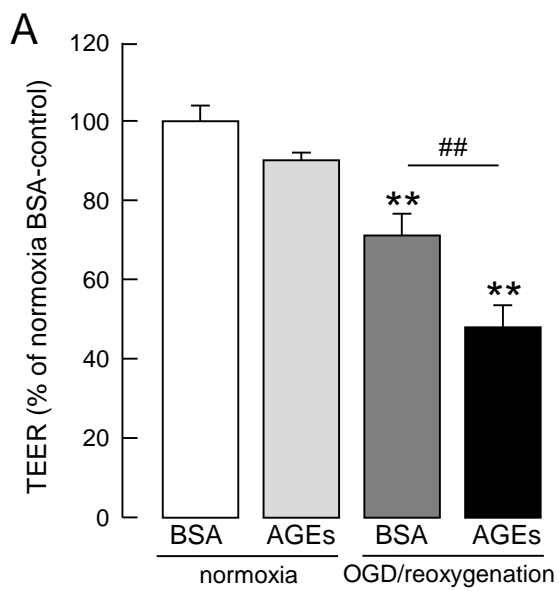 A
TEER (% of normoxia BSA-control)
120
100
80
60
40
20
0
##
**
**
BSA AGEs BSA AGEs
normoxia OGD/reoxygenation